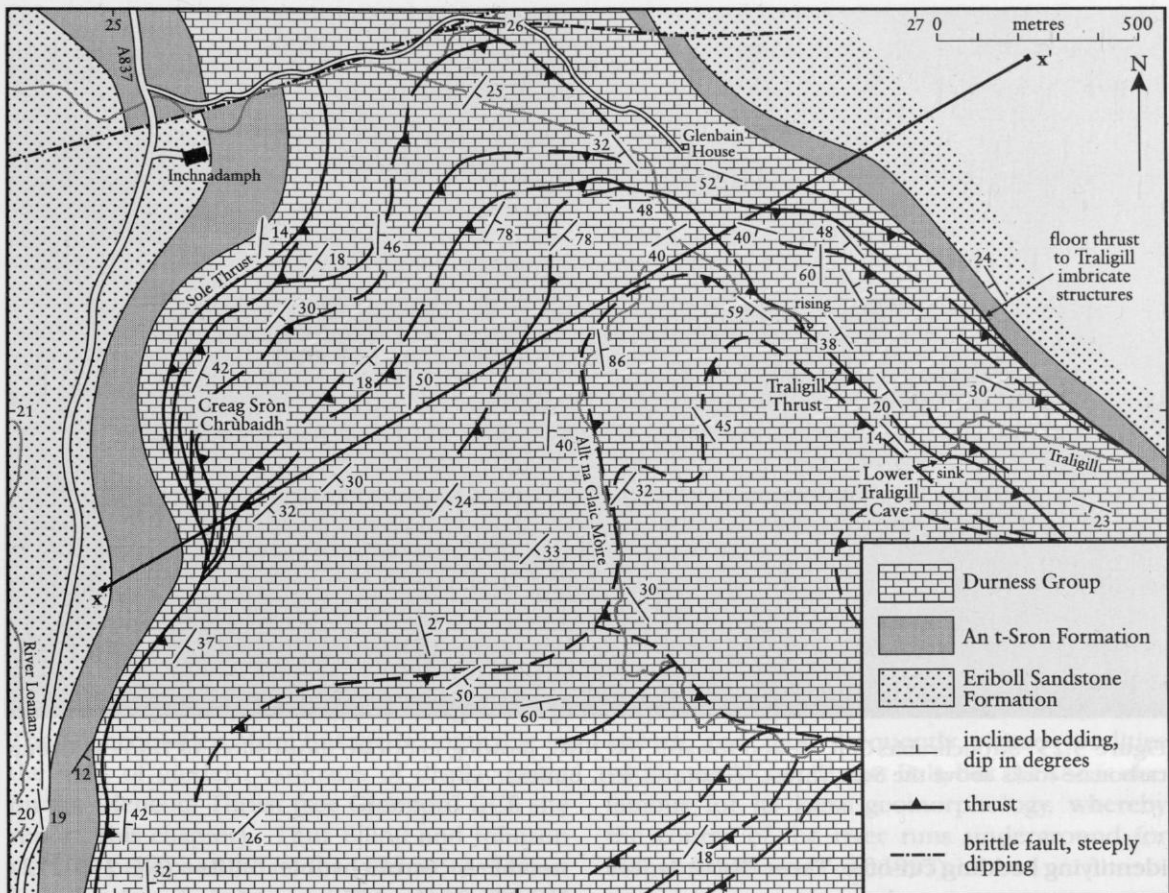 25
26
27
0 metres 500
A837
x'
N
25
32
Glenbain
House
Inchnadamph
52
14
18
46
78
48
78
40
40
48
60
5
24
floor thrust
to Traligill
imbricate
structures
Sole Thrust
30
rising
59
38
42
18
50
86
Traligill
Thrust
30
20
21
Creag Sròn
Chrùbaidh
40
45
14
Traligill
sink
Lower
Traligill
Cave
30
24
32
23
32
Allt na Glaic Mòire
33
x
30
River Loanan
37
27
50
60
12
20
19
42
26
18
32
Durness Group
An t-Sron Formation
Eriboll Sandstone
Formation
inclined bedding,
dip in degrees
thrust
brittle fault, steeply
dipping